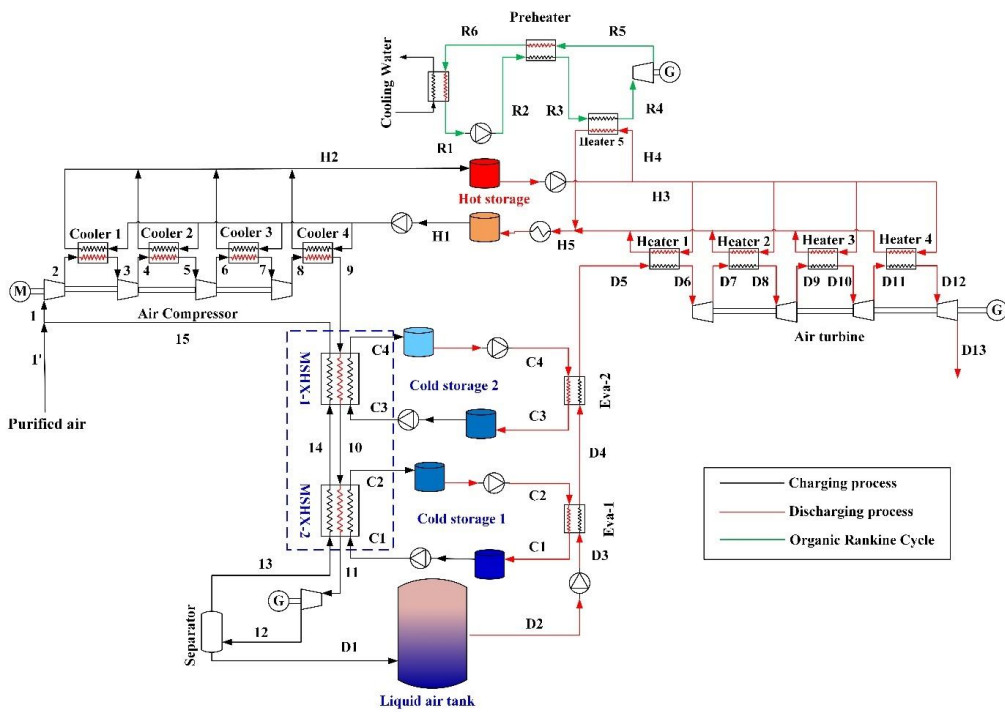 Preheater
R6
R5
Cooling Water
G
R2
R3
R4
R1
Heater 5
H2
H4
Hot storage
H3
Cooler 1
Cooler 2
Cooler 3
Cooler 4
H1
H5
Heater 1
Heater 2
Heater 3
Heater 4
2
3
4
5
6
7
8
9
D5
D6
D7
D8
D9
D10
D11
D12
M
1
Air Compressor
G
Air turbine
15
D13
1'
MSHX-1
C4
C4
Cold storage 2
Eva-2
Purified air
C3
C3
14
10
D4
MSHX-2
C2
C2
Cold storage 1
Eva-1
C1
C1
D3
13
11
G
Separator
12
D1
D2
Liquid air tank
Charging process
Discharging process
Organic Rankine Cycle